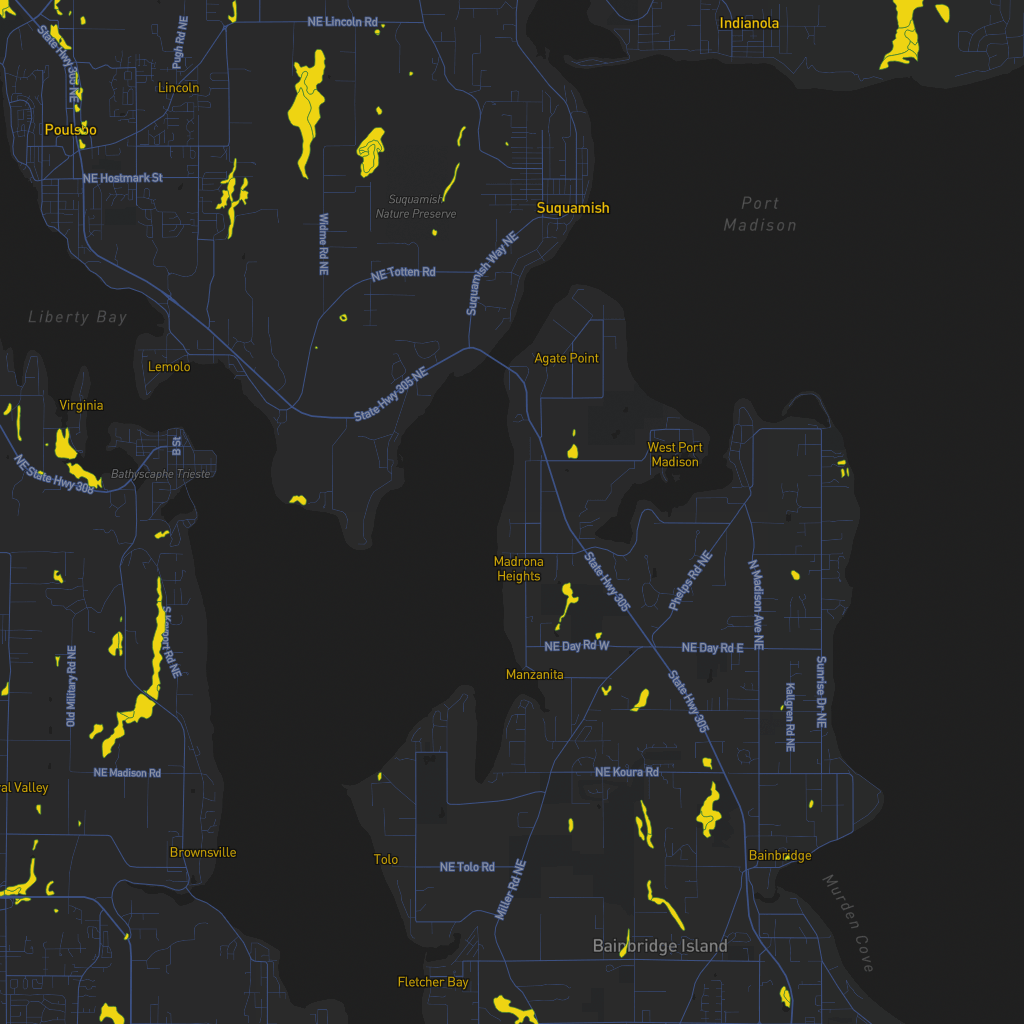 NE Lincoln Rd
Indianola
Pugh Rd NE
State Hwy 305 NE
Lincoln
Poulsbo
NE Hostmark St
Suquamish
Nature Preserve
Suquamish
Port
Madison
Widme Rd NE
NE Totten Rd
Suquamish Way NE
Liberty Bay
Lemolo
Agate Point
State Hwy 305 NE
Virginia
B St
West Port
Madison
NE State Hwy 308
Bathyscaphe Trieste
Madrona
Heights
State Hwy 305
Phelps Rd NE
N Madison Ave NE
NE Day Rd W
NE Day Rd E
Old Military Rd NE
Manzanita
State Hwy 305
Kallgren Rd NE
Sunrise Dr NE
NE Madison Rd
NE Koura Rd
ral Valley
Brownsville
Tolo
NE Tolo Rd
Miller Rd NE
Bainbridge
Murden Cove
Bainbridge Island
Fletcher Bay